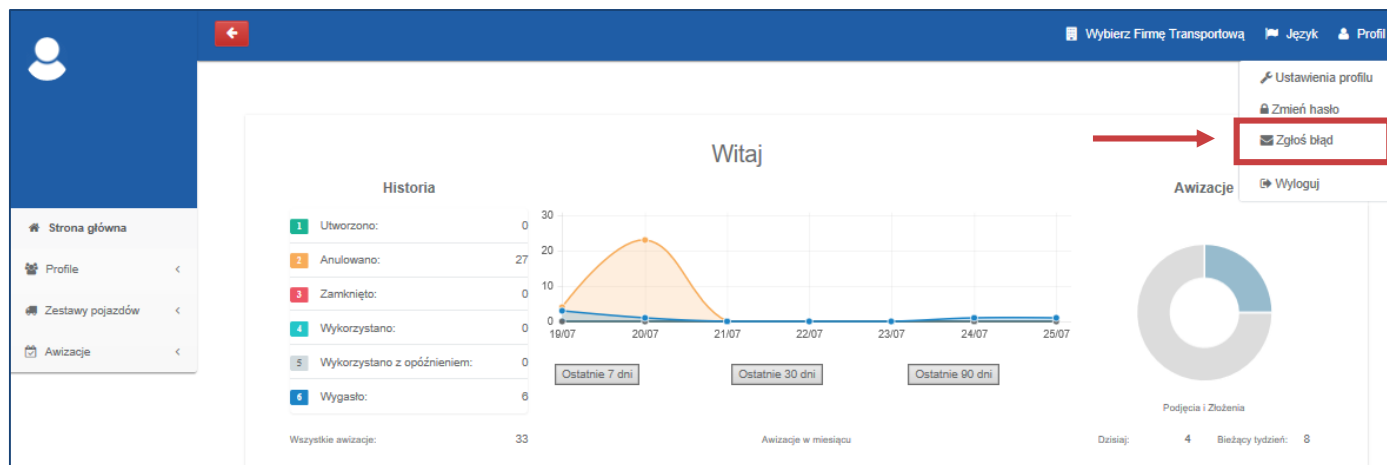 Wybierz Firmę Transportową Język Profil
Ustawienia profilu
Zmień hasło
Zgłoś błąd
Wyloguj
Strona główna
Profile
Zestawy pojazdów
Awizacje
Witaj
Historia
1 Utworzono: 0
2 Anulowano: 27
3 Zamknięto: 0
4 Wykorzystano: 0
5 Wykorzystano z opóźnieniem: 0
6 Wygasło: 6
Wszystkie awizacje: 33
30
20
10
0
19/07 20/07 21/07 22/07 23/07 24/07 25/07
Ostatnie 7 dni Ostatnie 30 dni Ostatnie 90 dni
Awizacje w miesiącu
Awizacje
Podjęcia i Złożenia
Dzisiaj: 4 Bieżący tydzień: 8